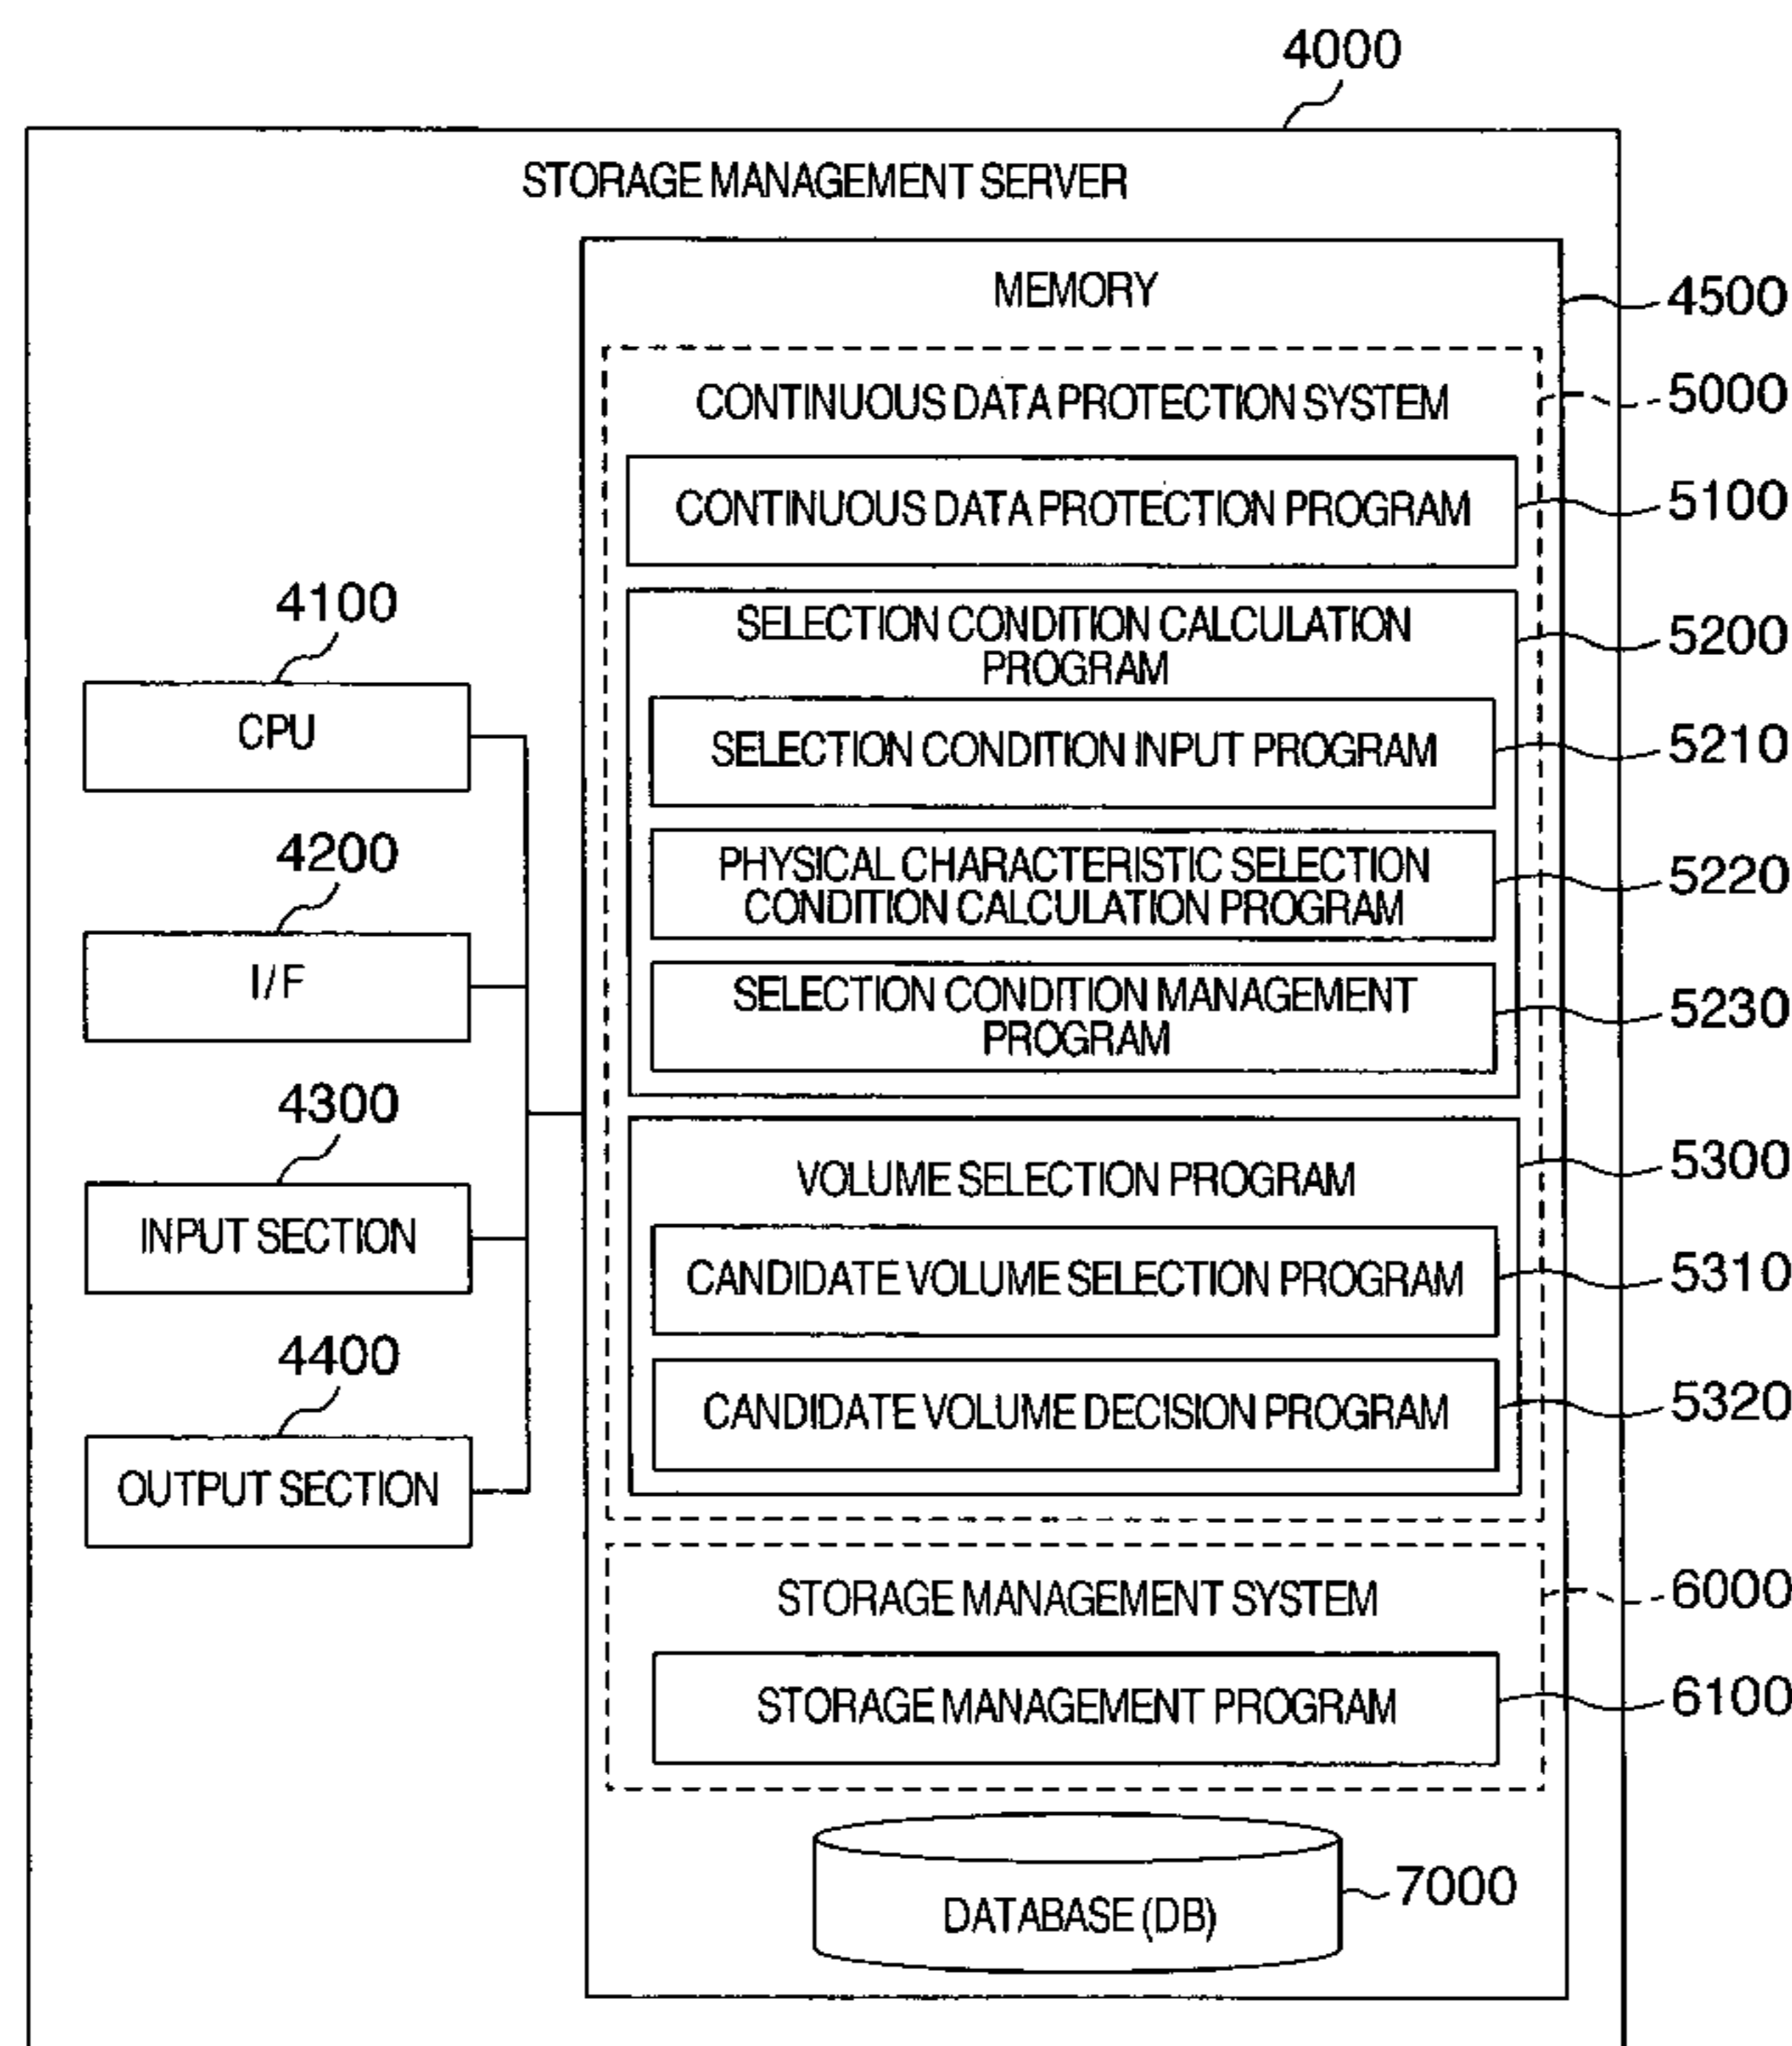 4000
STORAGE MANAGEMENT SERVER
MEMORY
4500
CONTINUOUS DATA PROTECTION SYSTEM
5000
CONTINUOUS DATA PROTECTION PROGRAM
5100
4100
CPU
SELECTION CONDITION CALCULATION
PROGRAM
5200
SELECTION CONDITION INPUT PROGRAM
5210
4200
I/F
PHYSICAL CHARACTERISTIC SELECTION
CONDITION CALCULATION PROGRAM
5220
SELECTION CONDITION MANAGEMENT
PROGRAM
5230
4300
INPUT SECTION
VOLUME SELECTION PROGRAM
5300
CANDIDATE VOLUME SELECTION PROGRAM
5310
4400
OUTPUT SECTION
CANDIDATE VOLUME DECISION PROGRAM
5320
STORAGE MANAGEMENT SYSTEM
6000
STORAGE MANAGEMENT PROGRAM
6100
DATABASE (DB)
7000